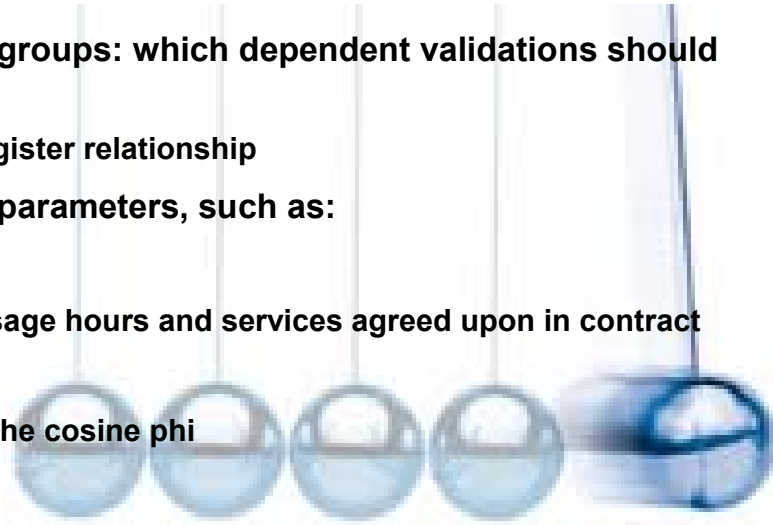 groups: which dependent validations should
gister relationship
parameters, such as:
sage hours and services agreed upon in contract
he cosine phi